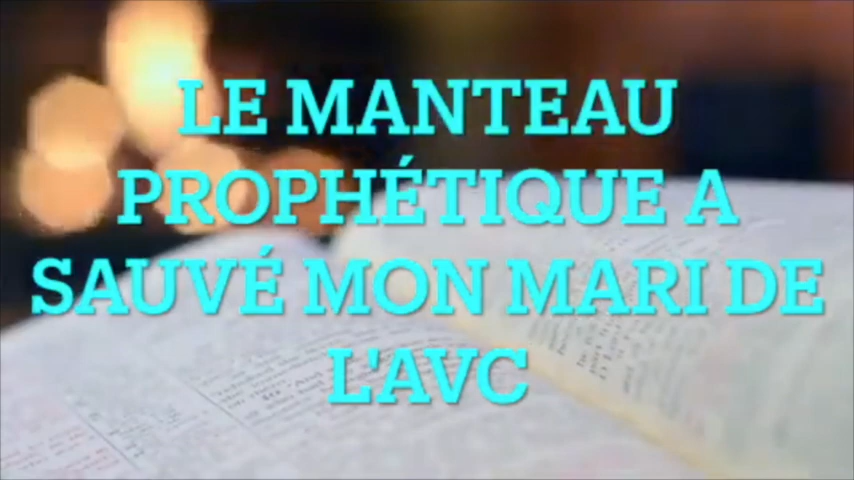 LE MANTEAU
PROPHÉTIQUE A
SAUVÉ MON MARI DE
L'AVC